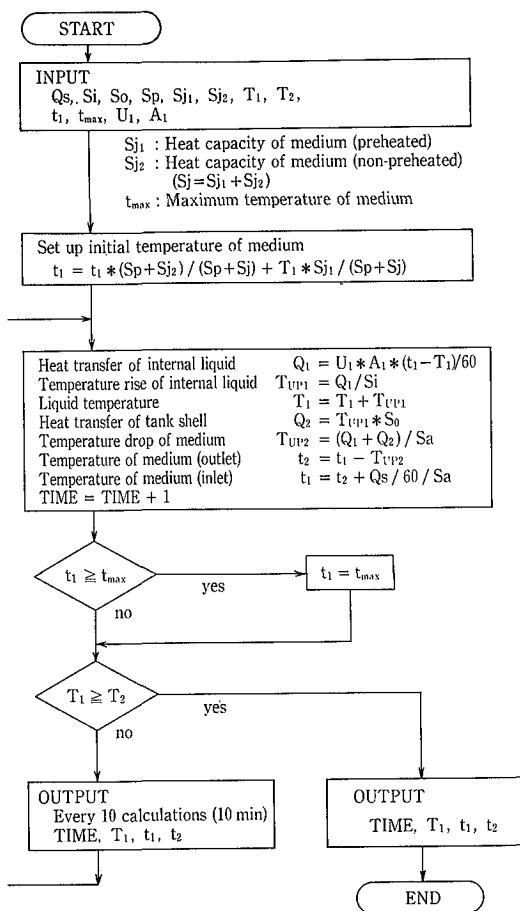 START
INPUT
Qs, Si, So, Sp, Sj₁, Sj₂, T₁, T₂,
t₁, tmax, U₁, A₁
Sj₁ : Heat capacity of medium (preheated)
Sj₂ : Heat capacity of medium (non-preheated)
(Sj=Sj₁+Sj₂)
tmax : Maximum temperature of medium
Set up initial temperature of medium
t₁ = t₁ * (Sp+Sj₂) / (Sp+Sj) + T₁ * Sj₁ / (Sp+Sj)
Heat transfer of internal liquid Q₁ = U₁ * A₁ * (t₁−T₁)/60
Temperature rise of internal liquid TUP1 = Q₁/Si
Liquid temperature T₁ = T₁ + TUP1
Heat transfer of tank shell Q₂ = TUP1 * S₀
Temperature drop of medium TUP2 = (Q₁+Q₂) / Sa
Temperature of medium (outlet) t₂ = t₁ − TUP2
Temperature of medium (inlet) t₁ = t₂ + Qs / 60 / Sa
TIME = TIME + 1
t₁ ≧ tmax
yes
t₁ = tmax
no
T₁ ≧ T₂
yes
no
OUTPUT
Every 10 calculations (10 min)
TIME, T₁, t₁, t₂
OUTPUT
TIME, T₁, t₁, t₂
END